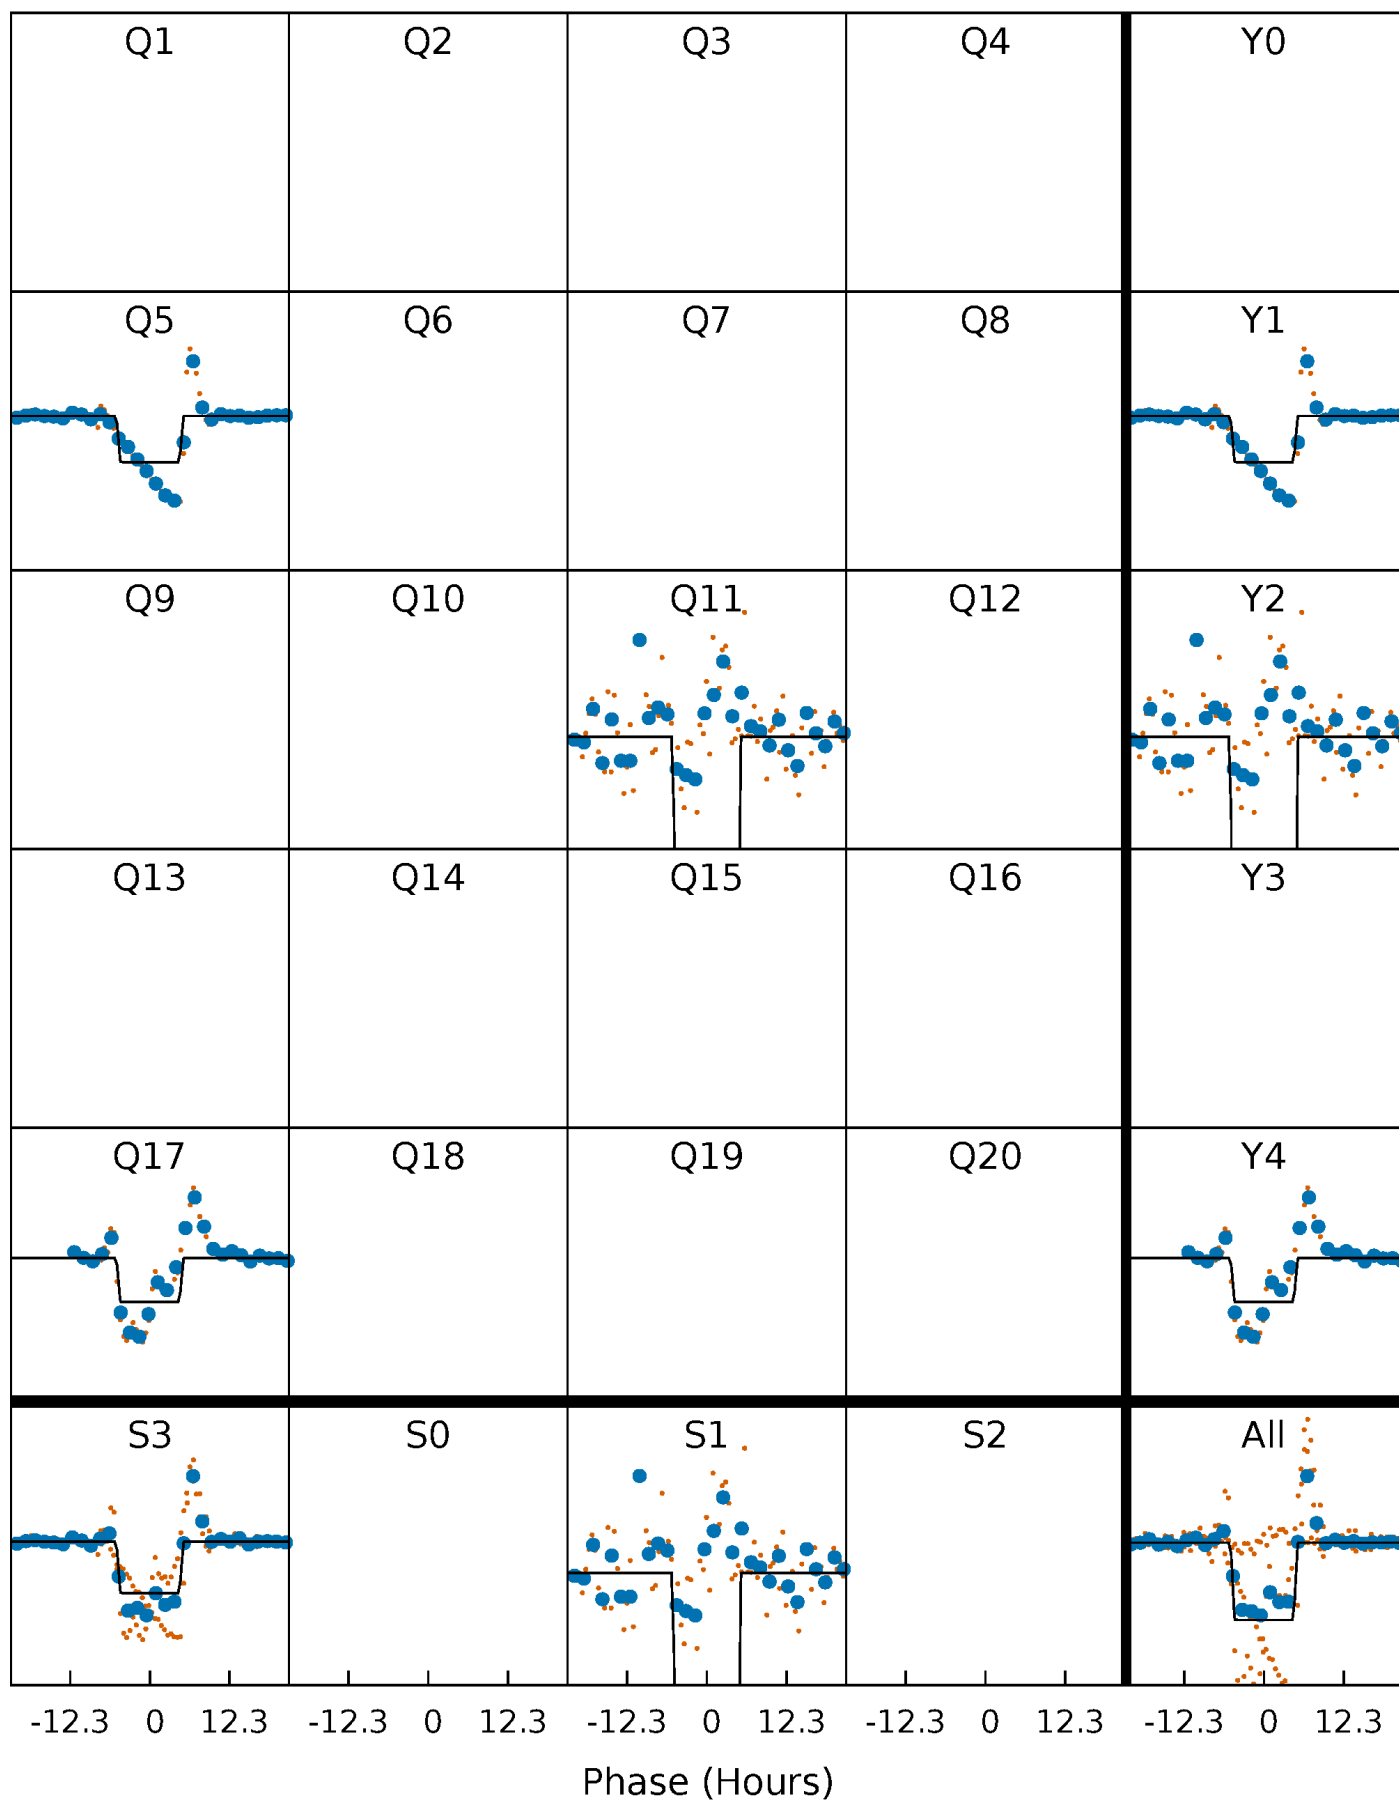 Q1 Q2 Q3 Q4 Y0
Q5 Q6 Q7 Q8 Y1
Q9 Q10 Q11 Q12 Y2
Q13 Q14 Q15 Q16 Y3
Q17 Q18 Q19 Q20 Y4
S3 S0 S1 S2 All
-12.3 0 12.3 -12.3 0 12.3 -12.3 0 12.3 -12.3 0 12.3 -12.3 0 12.3
Phase (Hours)